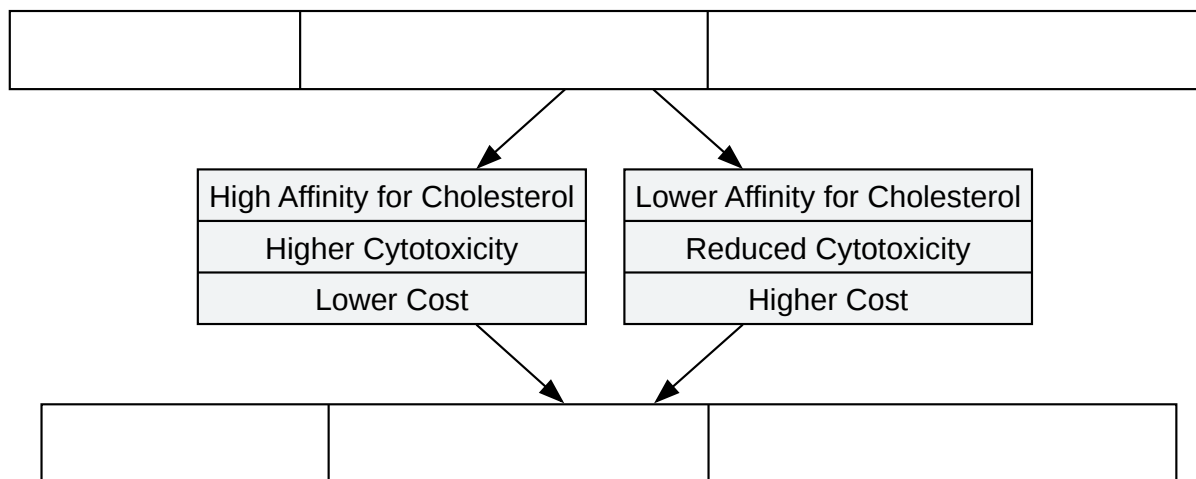 High Affinity for Cholesterol
Higher Cytotoxicity
Lower Cost
Lower Affinity for Cholesterol
Reduced Cytotoxicity
Higher Cost